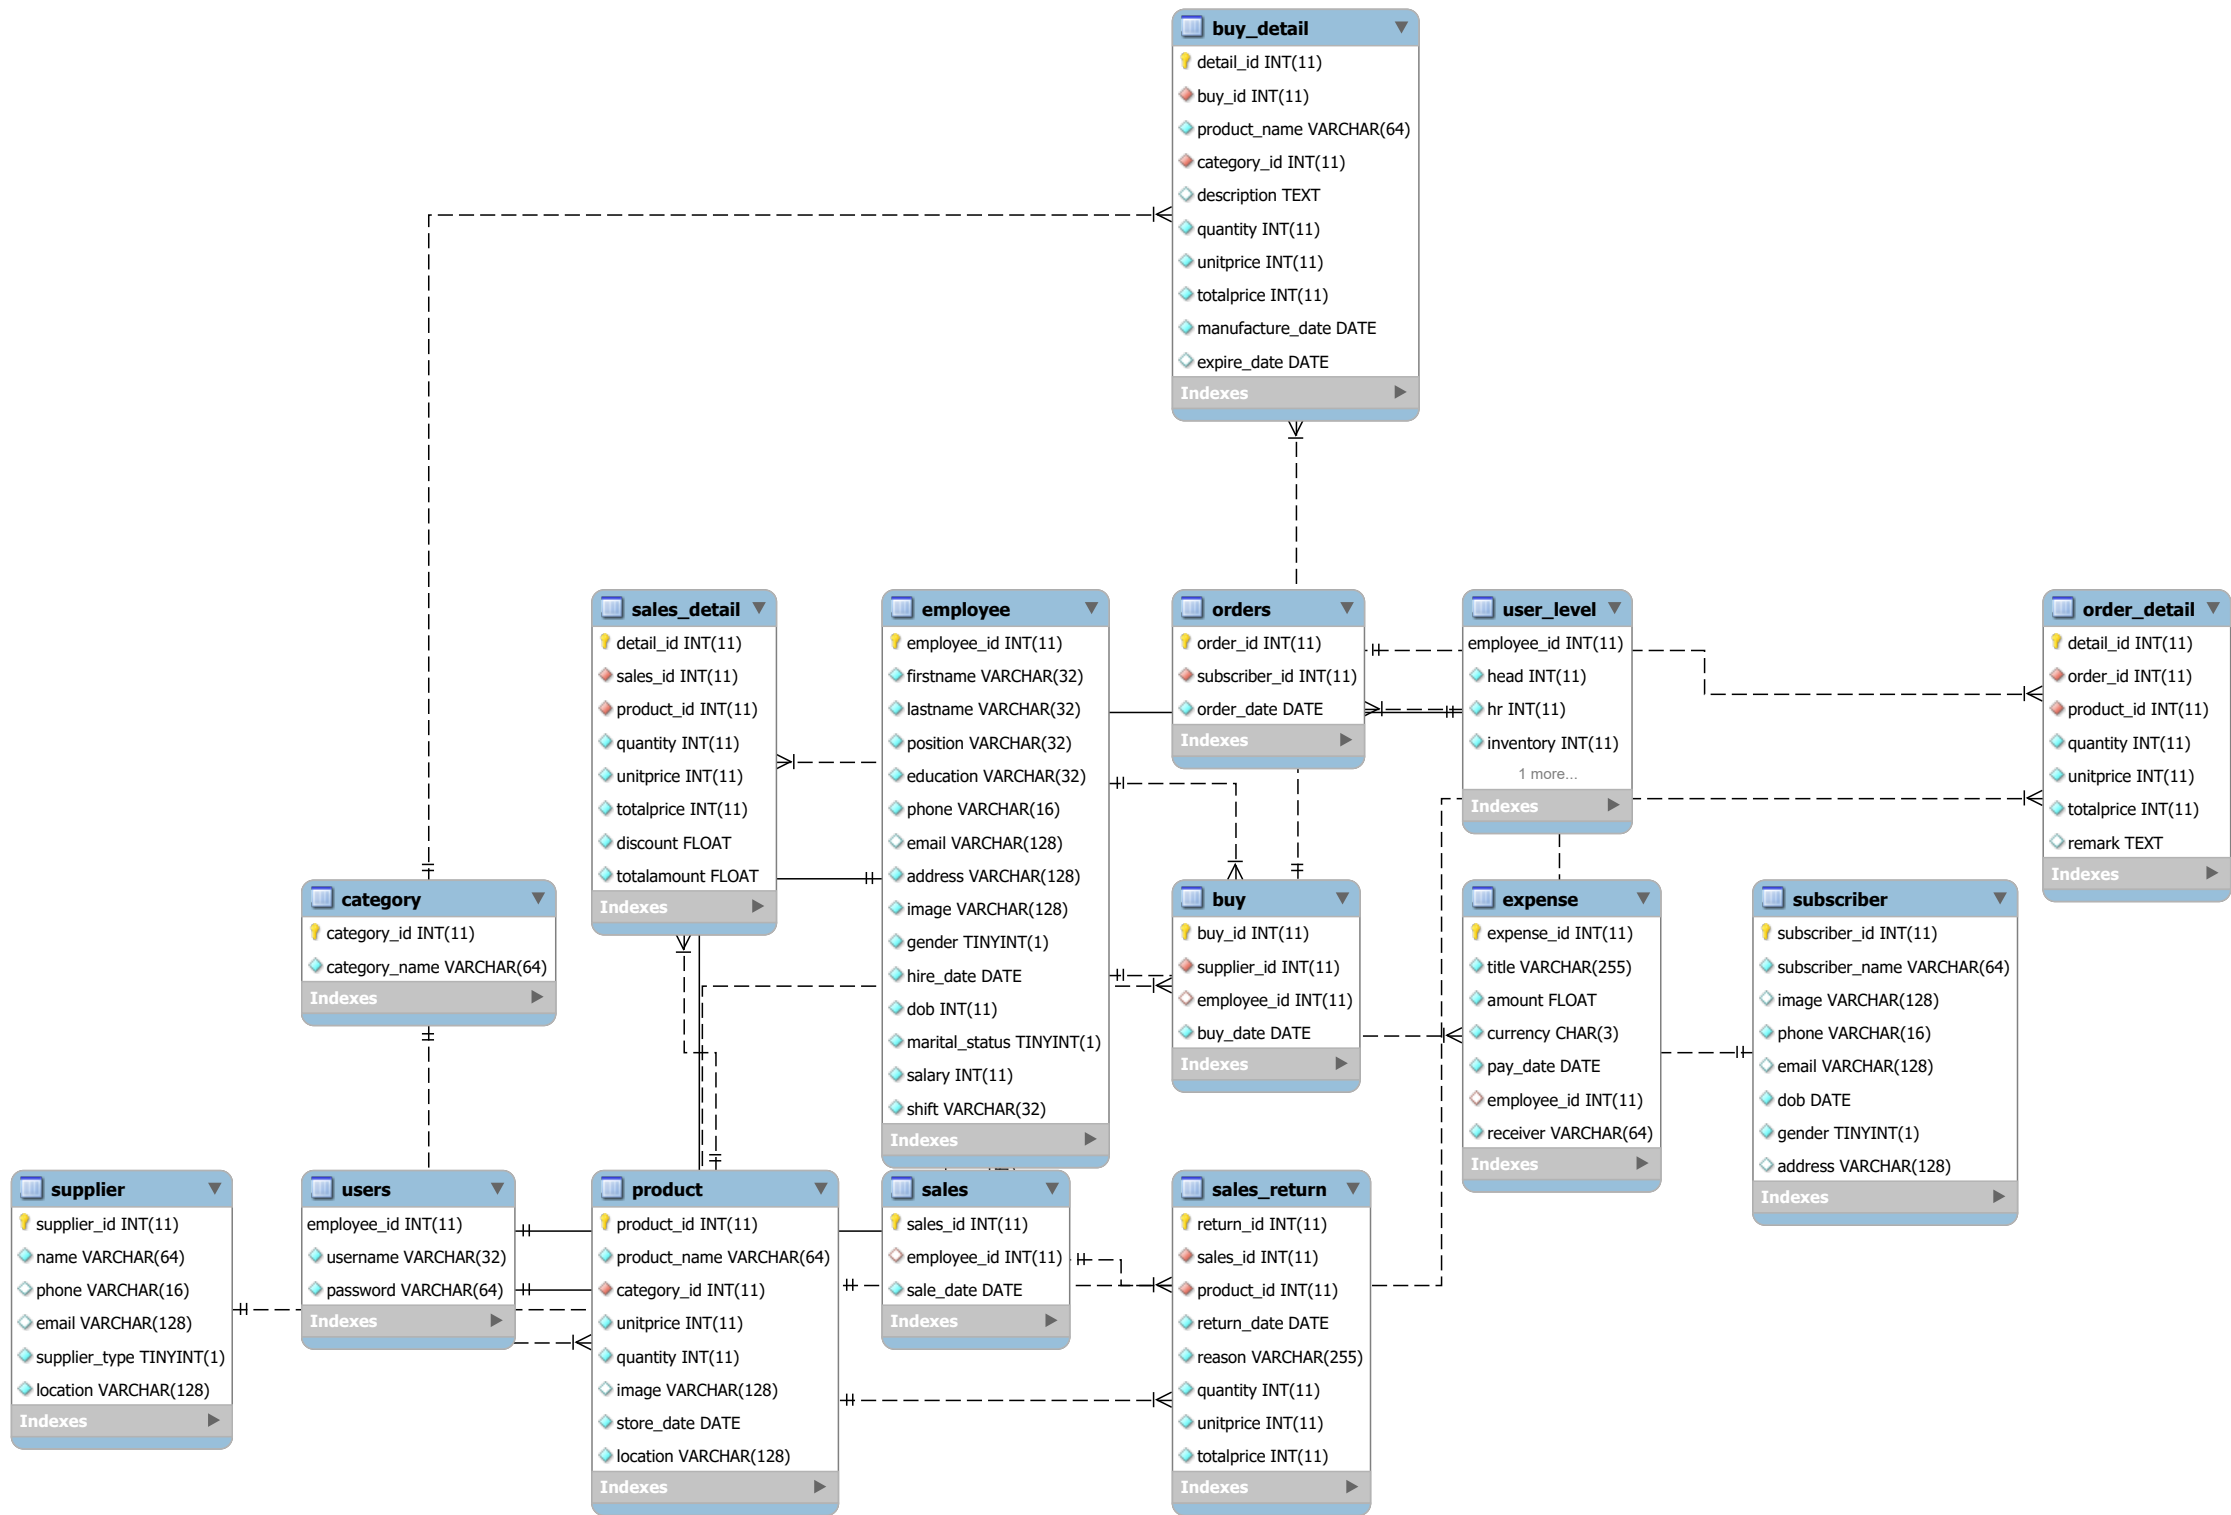 buy_detail
detail_id INT(11)
buy_id INT(11)
product_name VARCHAR(64)
category_id INT(11)
description TEXT
quantity INT(11)
unitprice INT(11)
totalprice INT(11)
manufacture_date DATE
expire_date DATE
Indexes
sales_detail
detail_id INT(11)
sales_id INT(11)
product_id INT(11)
quantity INT(11)
unitprice INT(11)
totalprice INT(11)
discount FLOAT
totalamount FLOAT
Indexes
employee
employee_id INT(11)
firstname VARCHAR(32)
lastname VARCHAR(32)
position VARCHAR(32)
education VARCHAR(32)
phone VARCHAR(16)
email VARCHAR(128)
address VARCHAR(128)
image VARCHAR(128)
gender TINYINT(1)
hire_date DATE
dob INT(11)
marital_status TINYINT(1)
salary INT(11)
shift VARCHAR(32)
Indexes
orders
order_id INT(11)
subscriber_id INT(11)
order_date DATE
Indexes
user_level
employee_id INT(11)
head INT(11)
hr INT(11)
inventory INT(11)
1 more...
Indexes
order_detail
detail_id INT(11)
order_id INT(11)
product_id INT(11)
quantity INT(11)
unitprice INT(11)
totalprice INT(11)
remark TEXT
Indexes
category
category_id INT(11)
category_name VARCHAR(64)
Indexes
buy
buy_id INT(11)
supplier_id INT(11)
employee_id INT(11)
buy_date DATE
Indexes
expense
expense_id INT(11)
title VARCHAR(255)
amount FLOAT
currency CHAR(3)
pay_date DATE
employee_id INT(11)
receiver VARCHAR(64)
Indexes
subscriber
subscriber_id INT(11)
subscriber_name VARCHAR(64)
image VARCHAR(128)
phone VARCHAR(16)
email VARCHAR(128)
dob DATE
gender TINYINT(1)
address VARCHAR(128)
Indexes
supplier
supplier_id INT(11)
name VARCHAR(64)
phone VARCHAR(16)
email VARCHAR(128)
supplier_type TINYINT(1)
location VARCHAR(128)
Indexes
users
employee_id INT(11)
username VARCHAR(32)
password VARCHAR(64)
Indexes
product
product_id INT(11)
product_name VARCHAR(64)
category_id INT(11)
unitprice INT(11)
quantity INT(11)
image VARCHAR(128)
store_date DATE
location VARCHAR(128)
Indexes
sales
sales_id INT(11)
employee_id INT(11)
sale_date DATE
Indexes
sales_return
return_id INT(11)
sales_id INT(11)
product_id INT(11)
return_date DATE
reason VARCHAR(255)
quantity INT(11)
unitprice INT(11)
totalprice INT(11)
Indexes